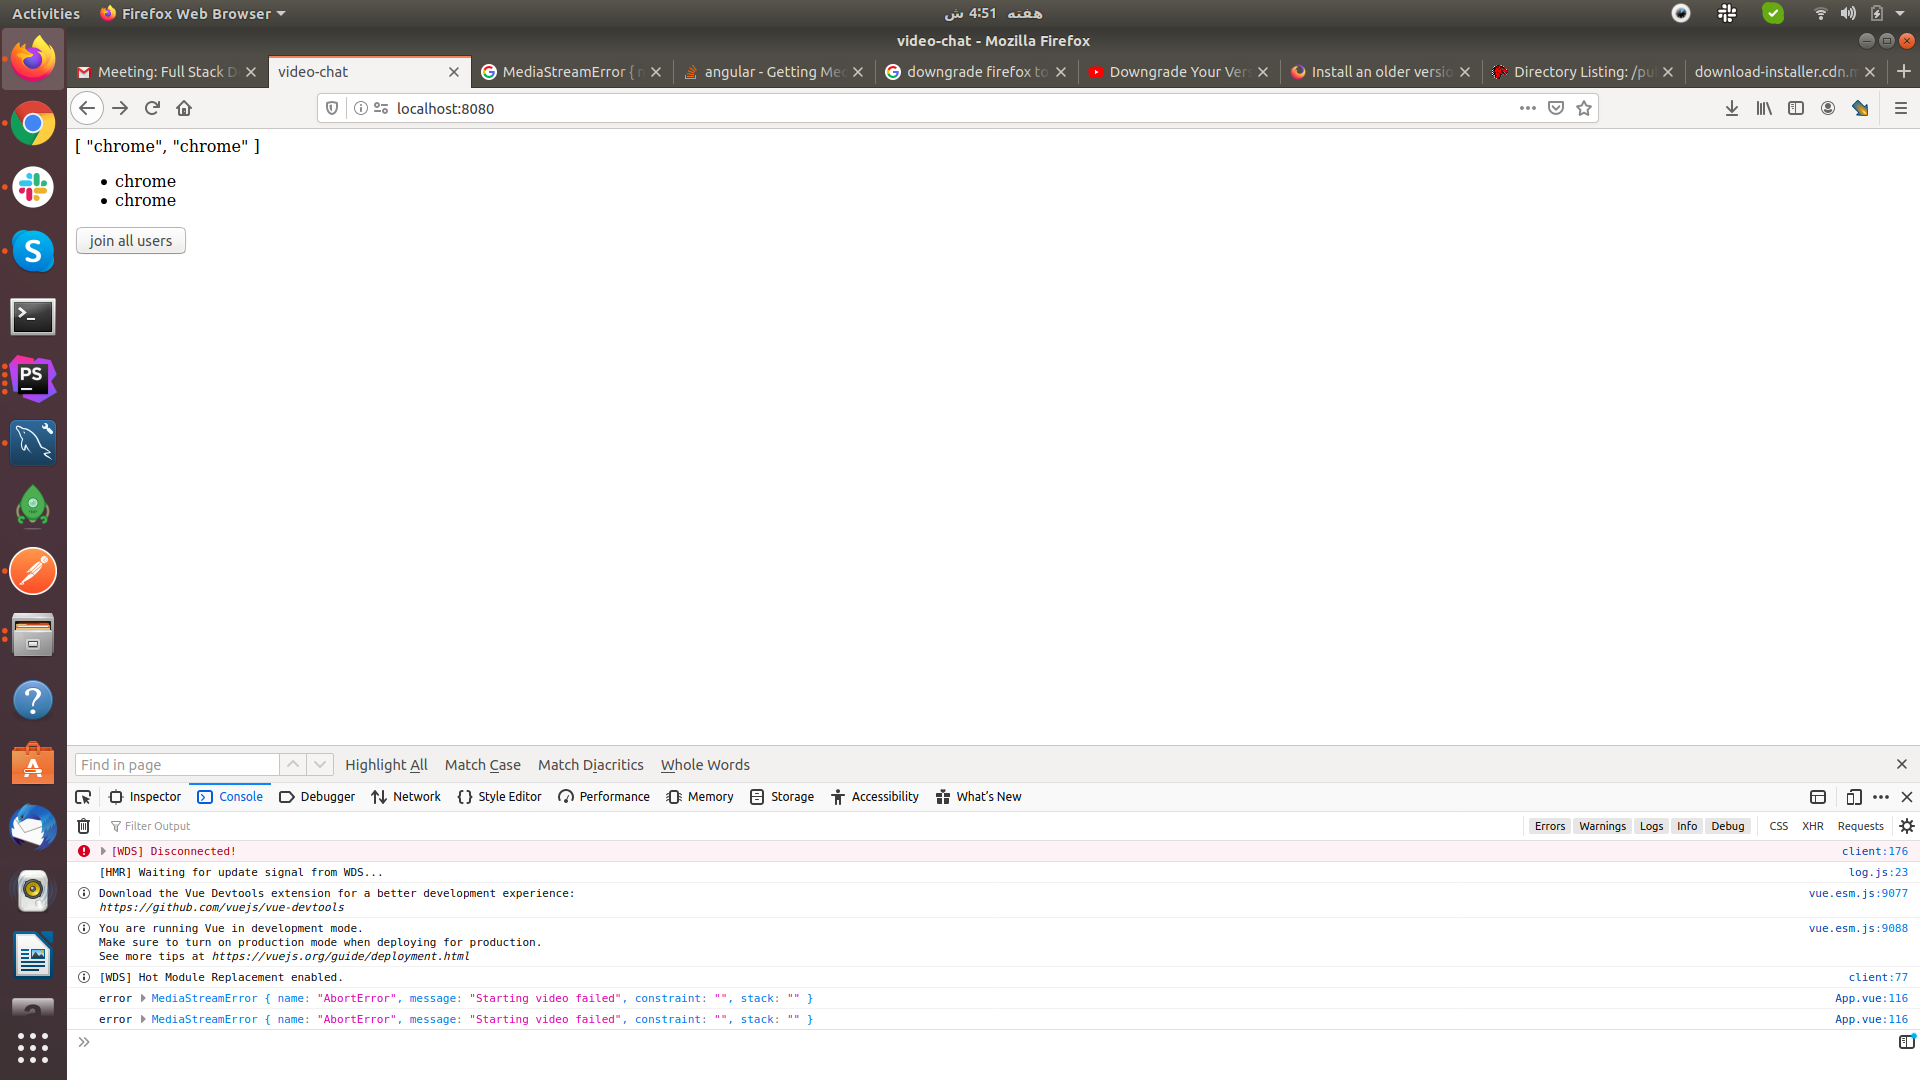 Activities
Firefox Web Browser
هفته 4:51 ش
video-chat - Mozilla Firefox
Meeting: Full Stack D
video-chat
MediaStreamError { n
angular - Getting Med
downgrade firefox to
Downgrade Your Vers
Install an older versio
Directory Listing: /pub
download-installer.cdn.m
localhost:8080
[ "chrome", "chrome" ]
• chrome
• chrome
join all users
Find in page
Highlight All
Match Case
Match Diacritics
Whole Words
Inspector
Console
Debugger
Network
Style Editor
Performance
Memory
Storage
Accessibility
What's New
Filter Output
Errors
Warnings
Logs
Info
Debug
CSS
XHR
Requests
[WDS] Disconnected! client:176
[HMR] Waiting for update signal from WDS... log.js:23
Download the Vue Devtools extension for a better development experience: vue.esm.js:9077
https://github.com/vuejs/vue-devtools
You are running Vue in development mode. vue.esm.js:9088
Make sure to turn on production mode when deploying for production.
See more tips at https://vuejs.org/guide/deployment.html
[WDS] Hot Module Replacement enabled. client:77
error MediaStreamError { name: "AbortError", message: "Starting video failed", constraint: "", stack: "" } App.vue:116
error MediaStreamError { name: "AbortError", message: "Starting video failed", constraint: "", stack: "" } App.vue:116
PS